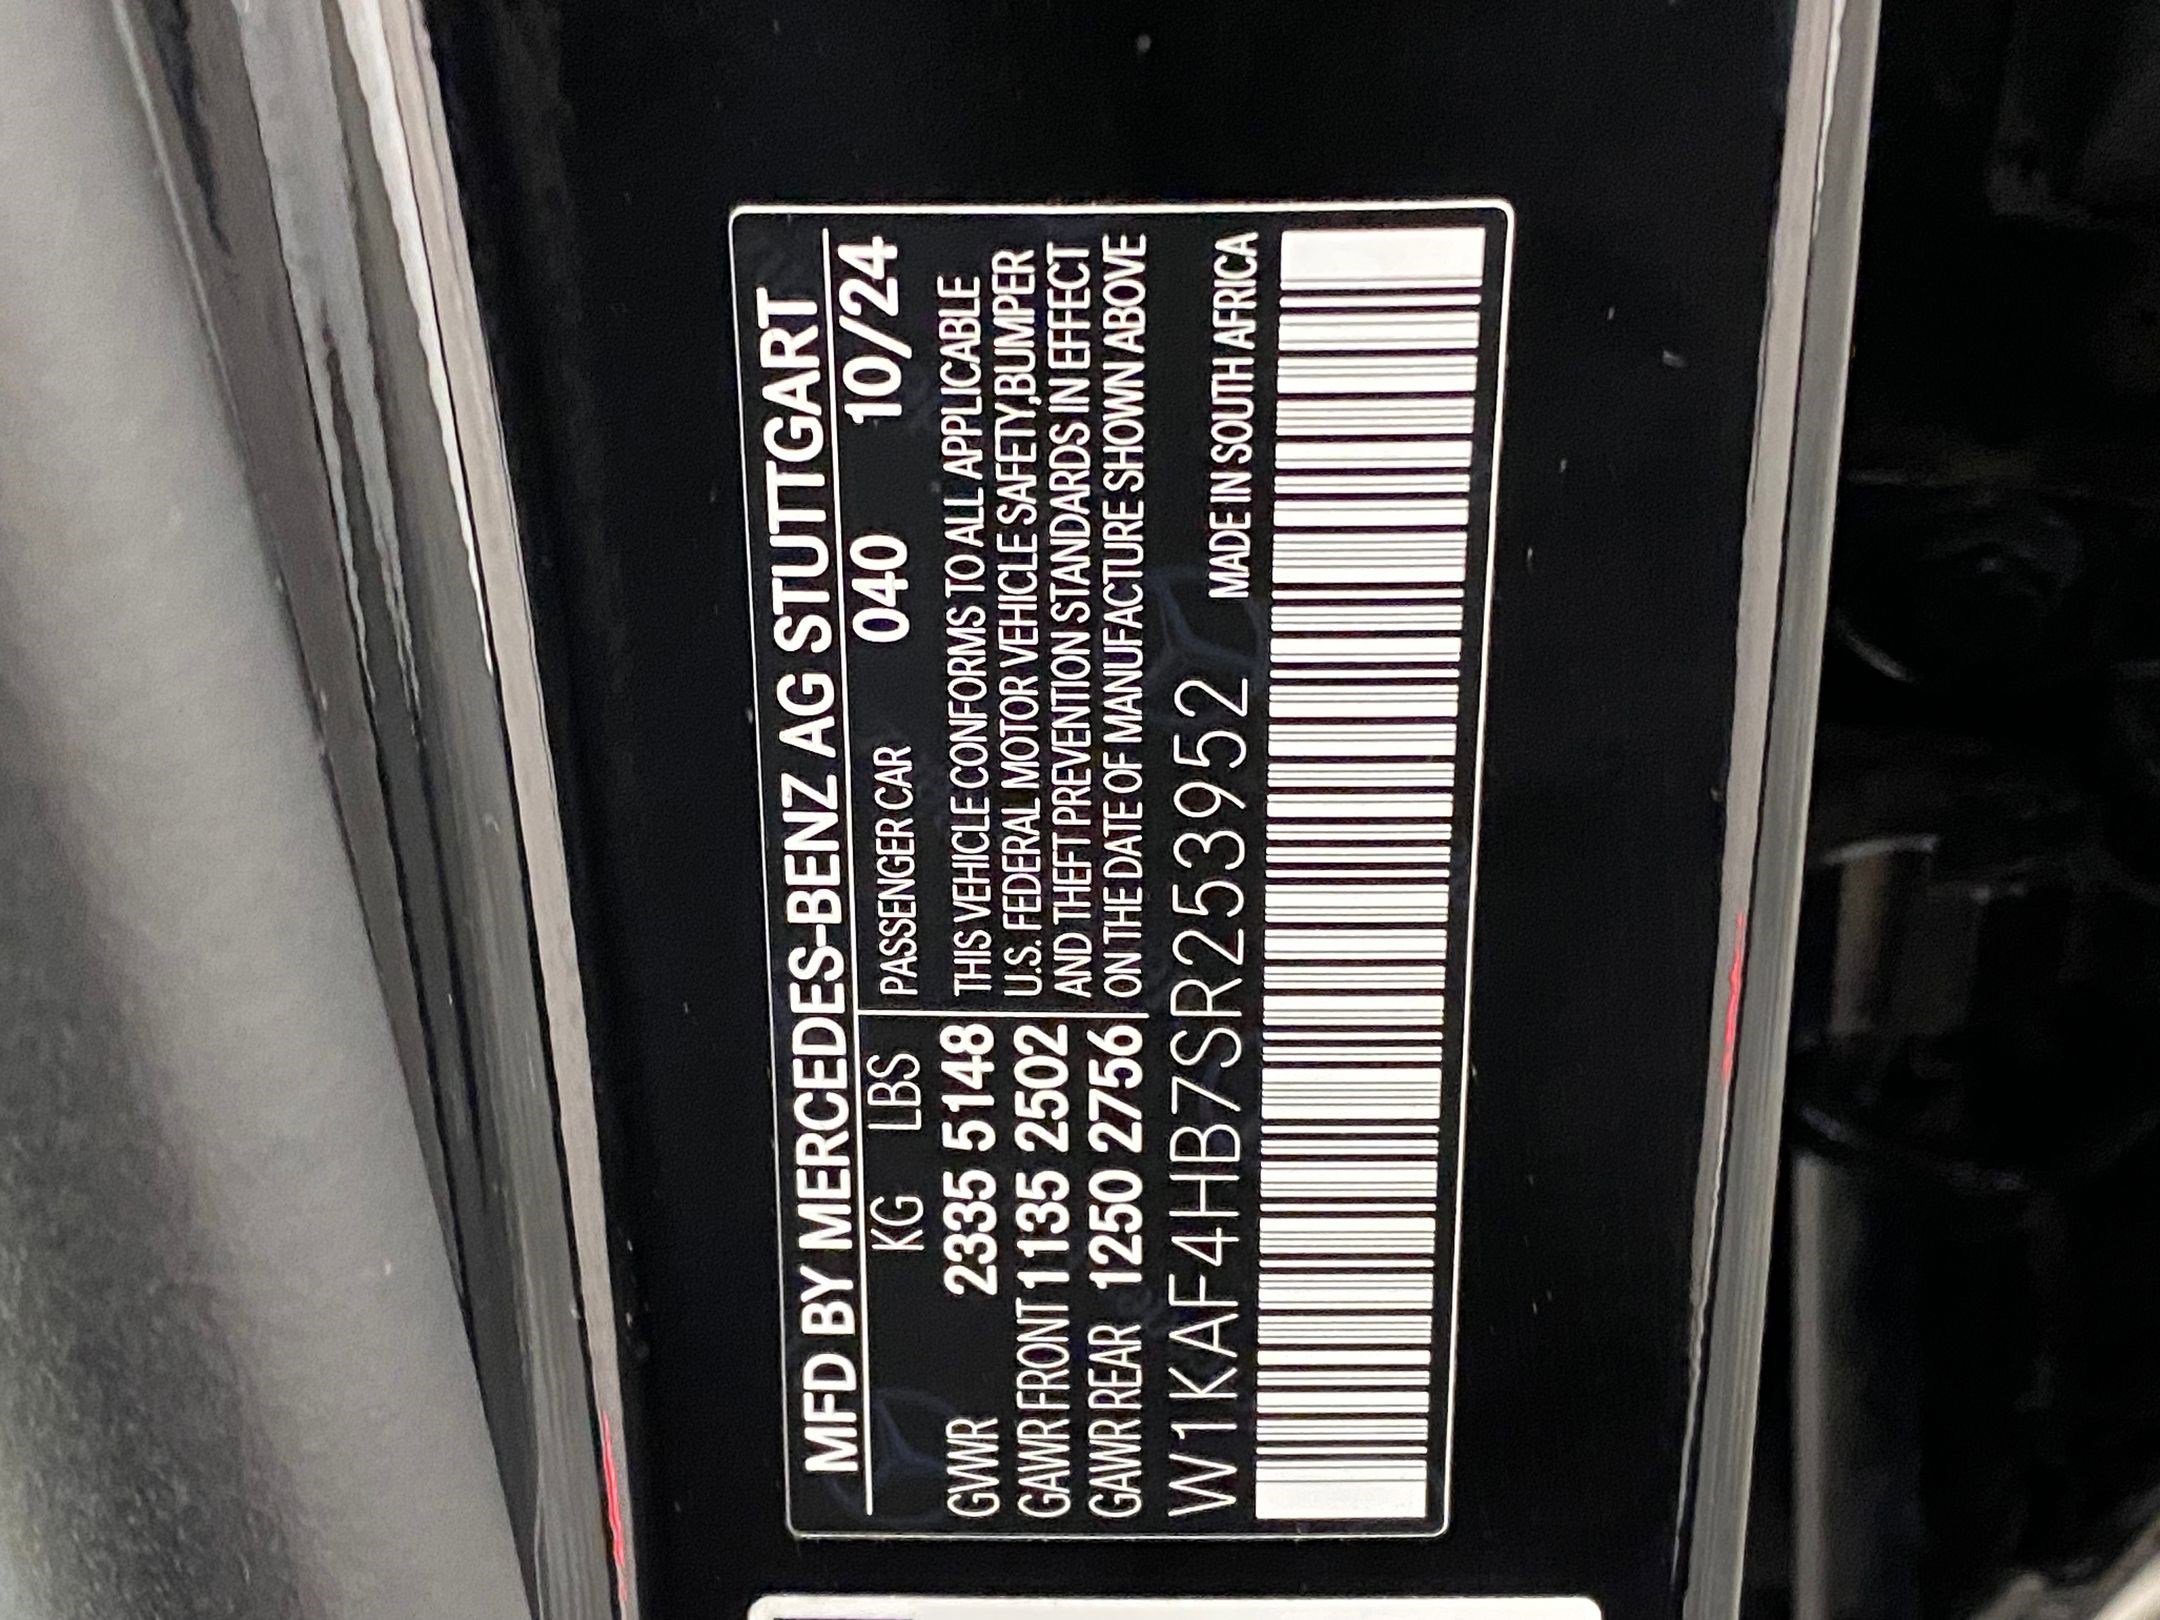 MFD BY MERCEDES-BENZ AG STUTTGART
KG LBS PASSENGER CAR 040 10/24
GVWR 2335 5148 THIS VEHICLE CONFORMS TO ALL APPLICABLE
GAWR FRONT 1135 2502 U.S. FEDERAL MOTOR VEHICLE SAFETY,BUMPER
AND THEFT PREVENTION STANDARDS IN EFFECT
GAWR REAR 1250 2756 ON THE DATE OF MANUFACTURE SHOWN ABOVE
W1KAF4HB7SR253952 MADE IN SOUTH AFRICA